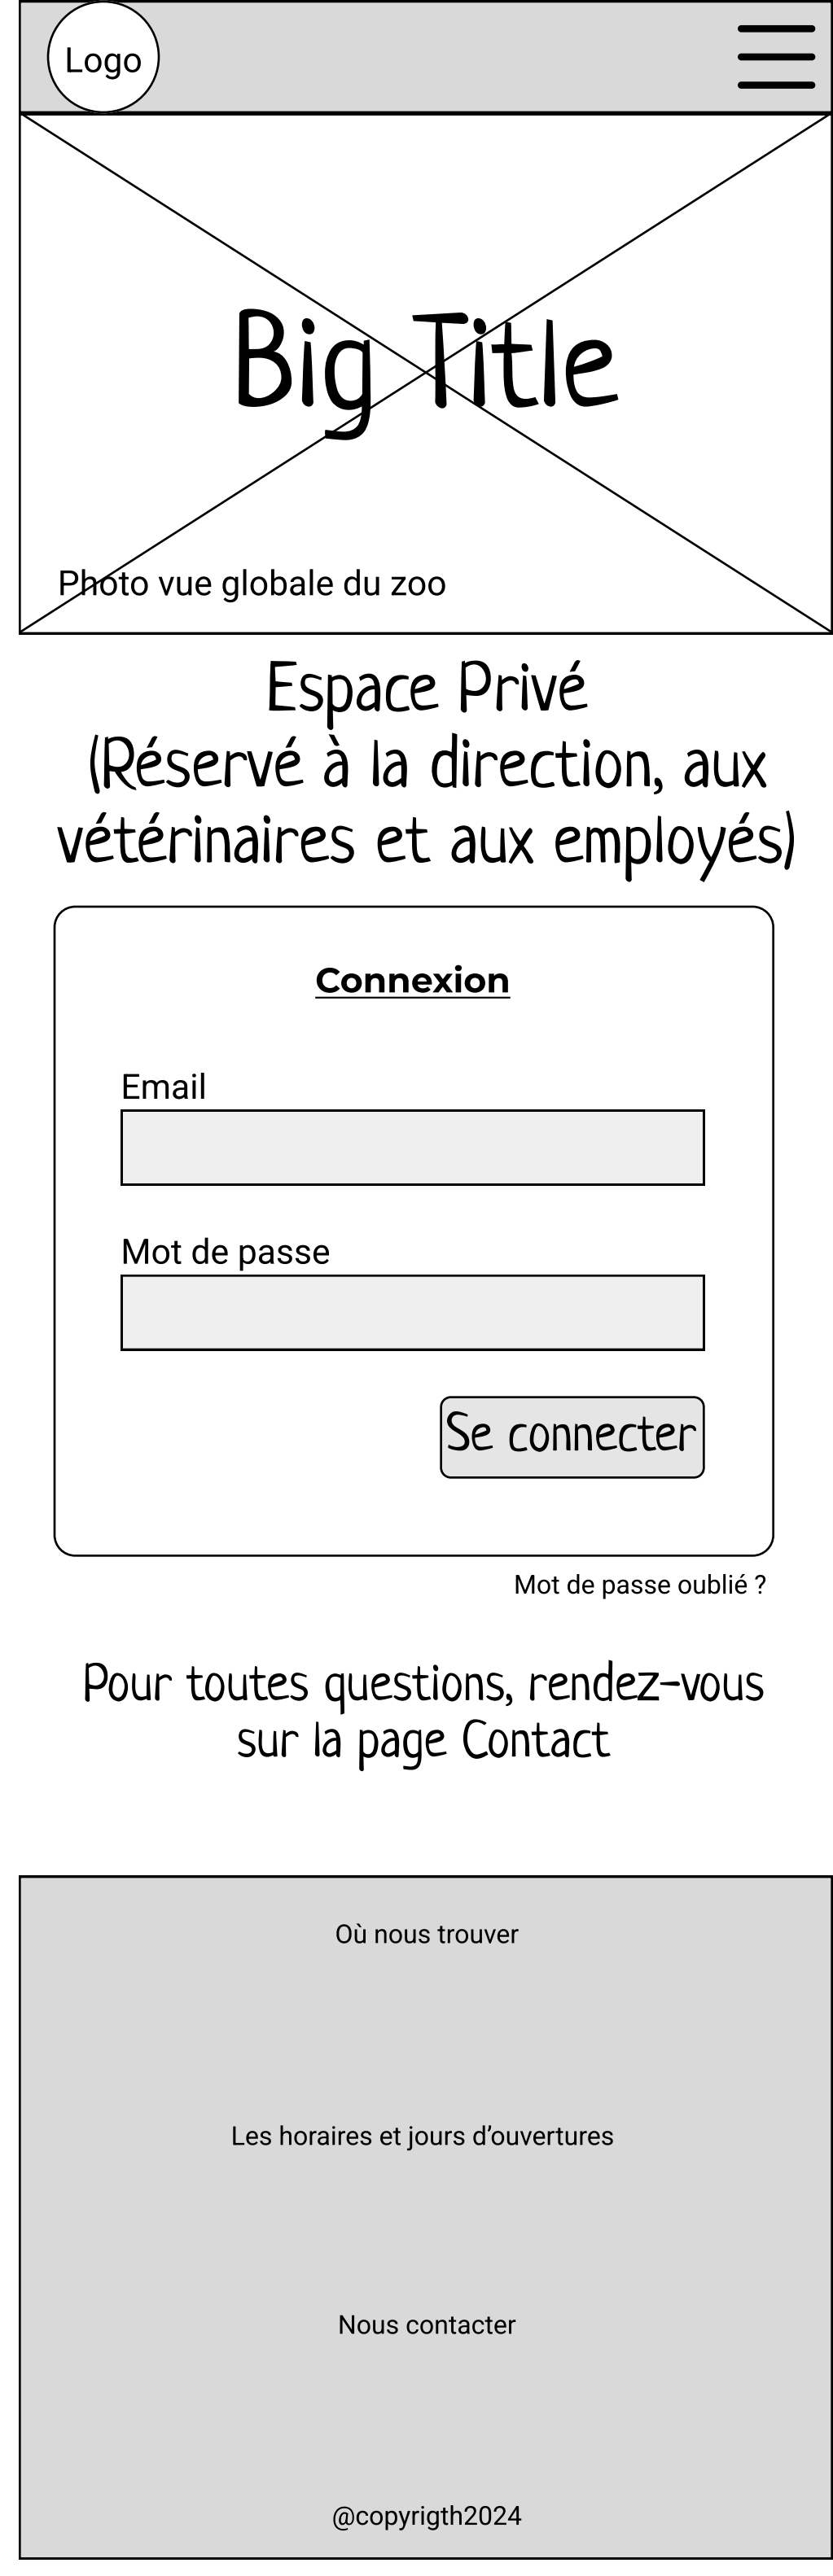 Logo
Big Title
Photo vue globale du zoo
Espace Privé
(Réservé à la direction, aux
vétérinaires et aux employés)
Connexion
Email
Mot de passe
Se connecter
Mot de passe oublié ?
Pour toutes questions, rendez-vous
sur la page Contact
Où nous trouver
Les horaires et jours d’ouvertures
Nous contacter
@copyrigth2024